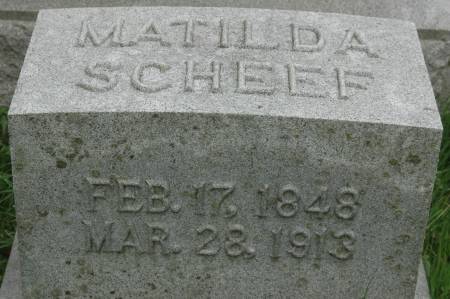 MATILDA
SCHEEF
FEB. 17, 1848
MAR. 28. 1913